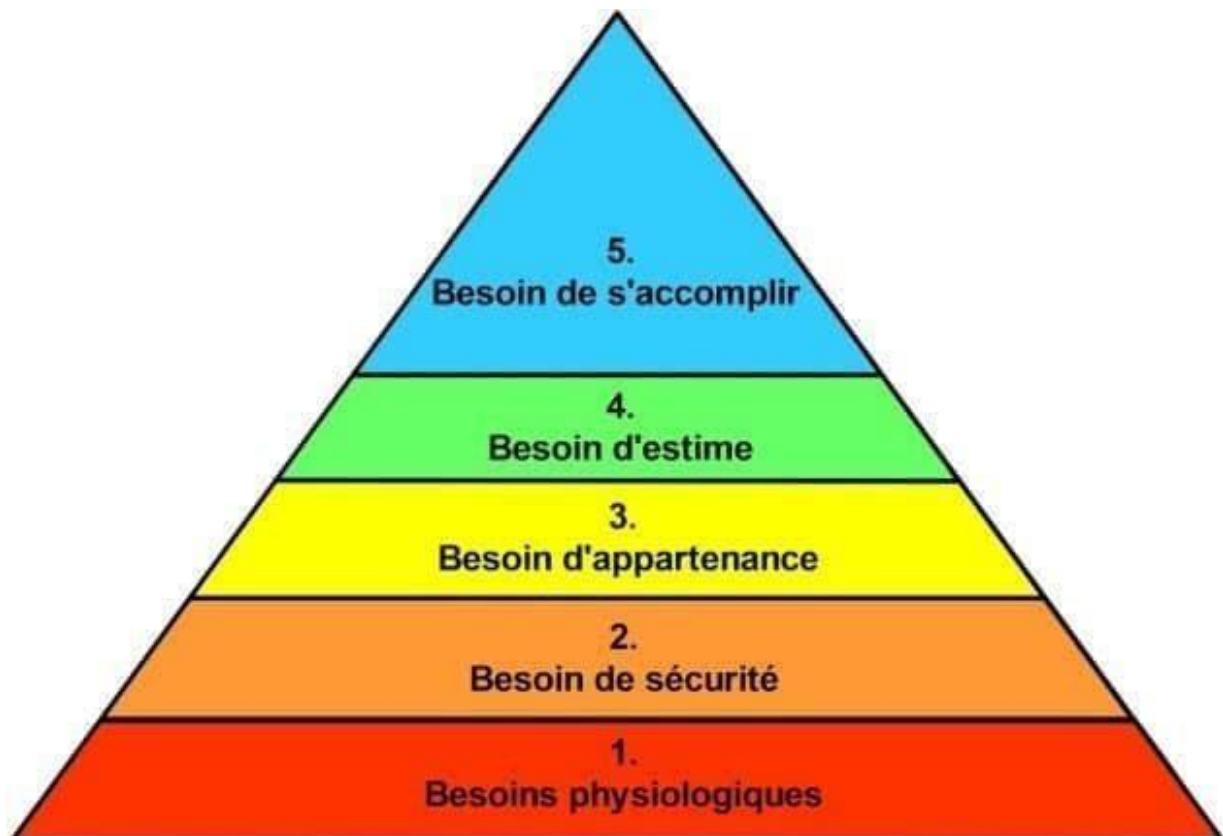 5.
Besoin de s'accomplir
4.
Besoin d'estime
3.
Besoin d'appartenance
2.
Besoin de sécurité
1.
Besoins physiologiques